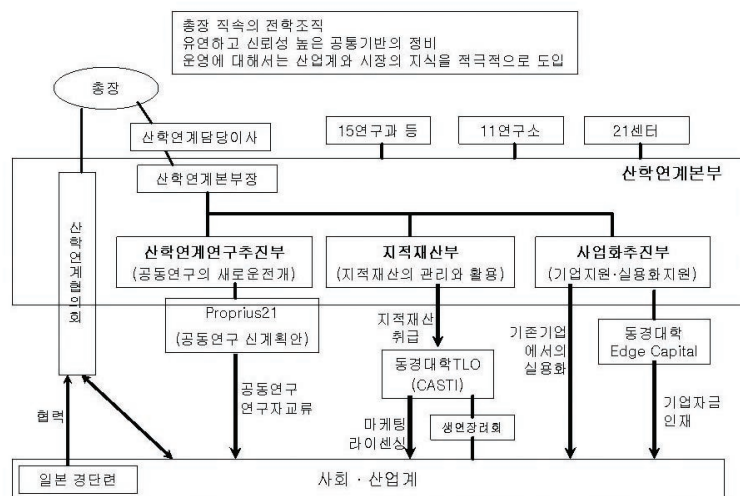 총장 직속의 전학조직
유연하고 신뢰성 높은 공통기반의 정비
운영에 대해서는 산업계와 시장의 지식을 적극적으로 도입
총장
산학연계담당이사
15연구과 등
11연구소
21센터
산학연계본부
산학연계본부장
산학연계협의회
산학연계연구추진부
(공동연구의 새로운전개)
지적재산부
(지적재산의 관리와 활용)
사업화추진부
(기업지원·실용화지원)
Proprius21
(공동연구 신계획안)
지적재산
취급
기존기업
에서의
실용화
동경대학
Edge Capital
동경대학TLO
(CASTI)
협력
공동연구
연구자교류
마케팅
라이센싱
생연장려회
기업자금
인재
일본 경단련
사회·산업계